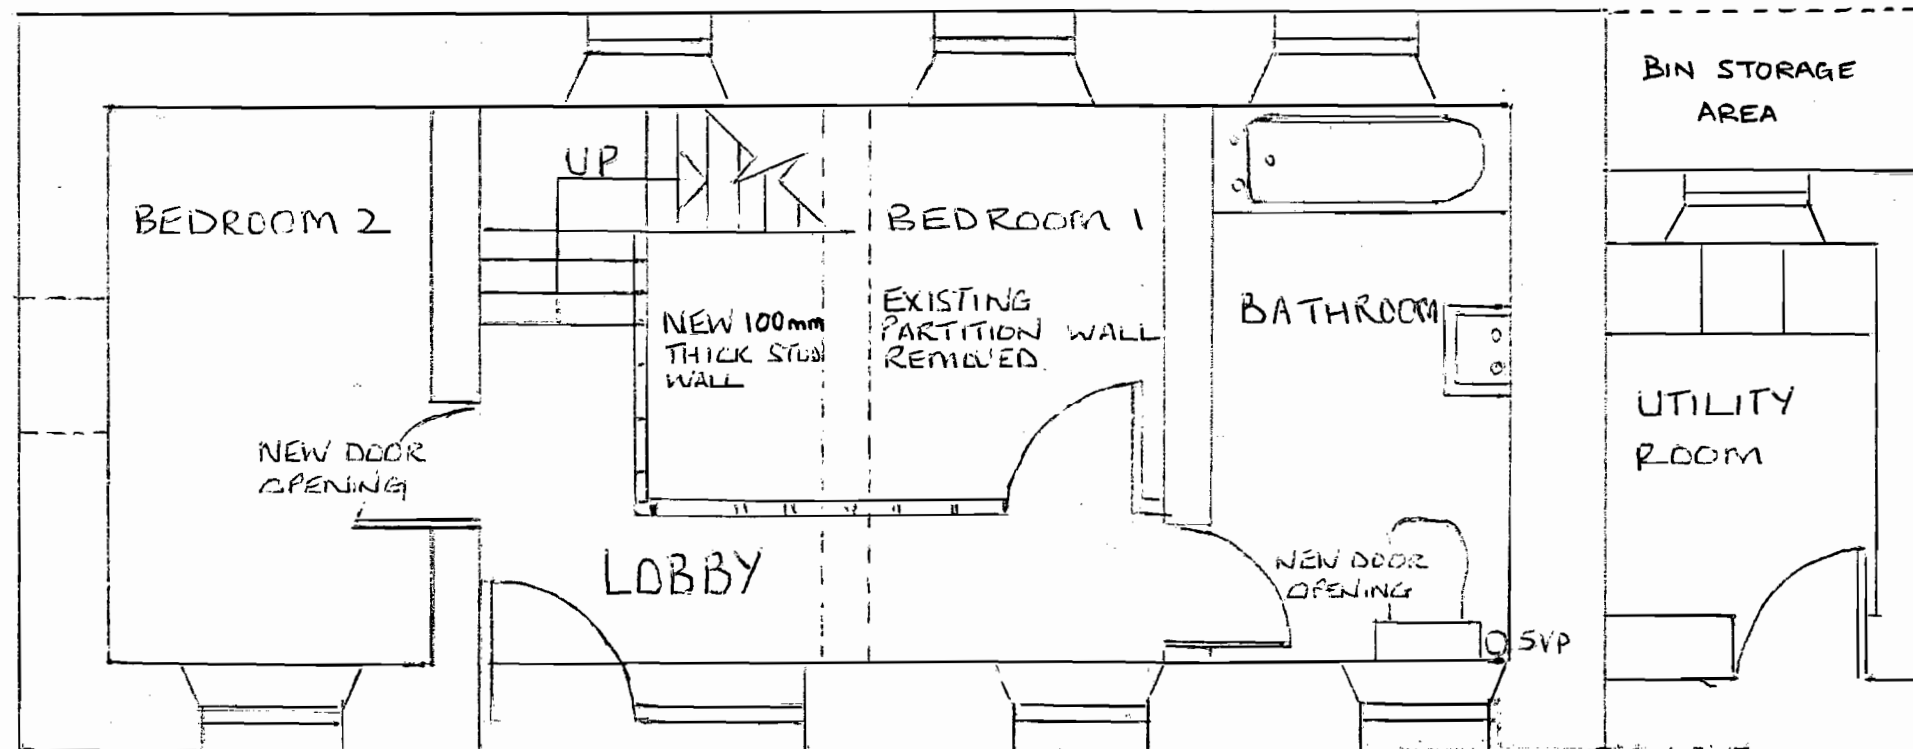 BIN STORAGE
AREA
UP
BEDROOM 2
BEDROOM 1
NEW 100mm
THICK STUD
WALL
EXISTING
PARTITION WALL
REMOVED.
BATHROOM
UTILITY
ROOM
NEW DOOR
OPENING
LOBBY
NEW DOOR
OPENING
SVP